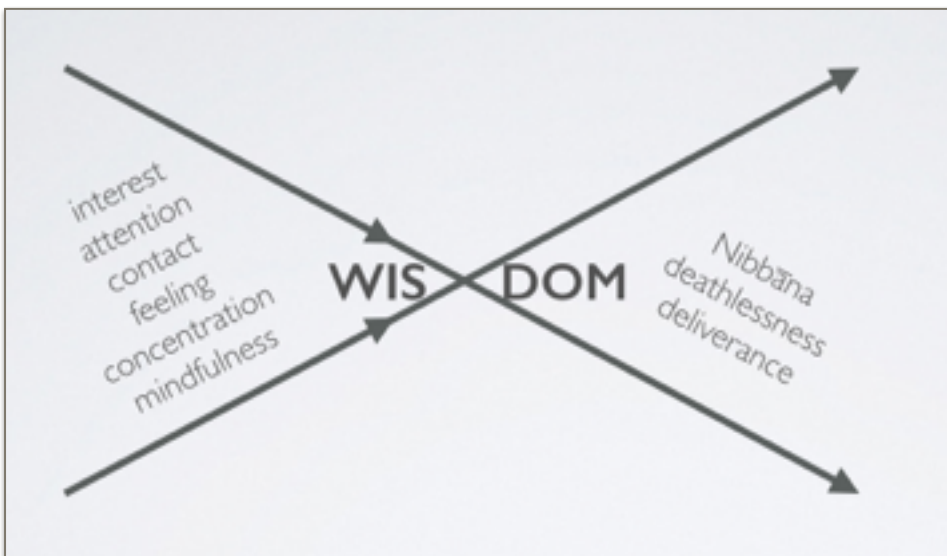 interest
attention
contact
feeling
concentration
mindfulness
WIS DOM
Nibbāna
deathlessness
deliverance